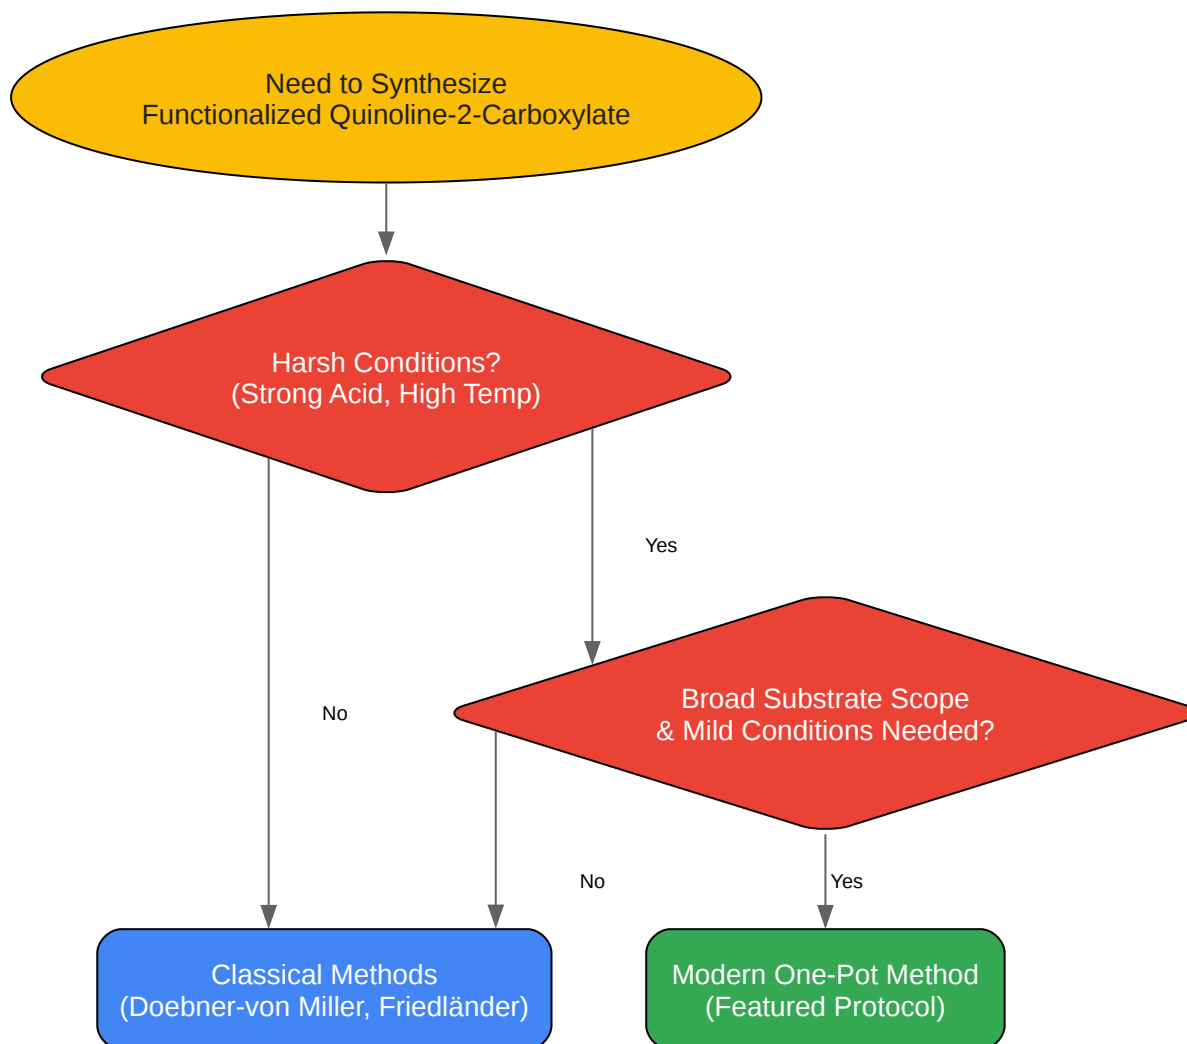 Need to Synthesize
Functionalized Quinoline-2-Carboxylate
Harsh Conditions?
(Strong Acid, High Temp)
Yes
Broad Substrate Scope
& Mild Conditions Needed?
No
No
Yes
Classical Methods
(Doebner-von Miller, Friedländer)
Modern One-Pot Method
(Featured Protocol)